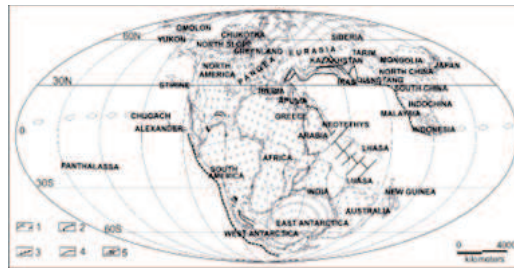 OMOLON
CHUKOTKA
SIBERIA
60N
YUKON
NORTH SLOPE
GREENLAND
EURASIA
TARIM
KAZAKHSTAN
MONGOLIA
JAPAN
PANGEA
NORTH AMERICA
NORTH CHINA
30N
STIKINE
IRAN
QIANGTANG
SOUTH CHINA
IBERIA
APULIA
INDOCHINA
CHUGACH
GREECE
MALAYSIA
0
ALEXANDER
NEOTETHYS
INDONESIA
ARABIA
LHASA
PANTHALASSA
AFRICA
SOUTH AMERICA
LHASA
30S
INDIA
NEW GUINEA
AUSTRALIA
1
2
60S
EAST ANTARCTICA
WEST ANTARCTICA
3
4
5
0 4000
kilometers